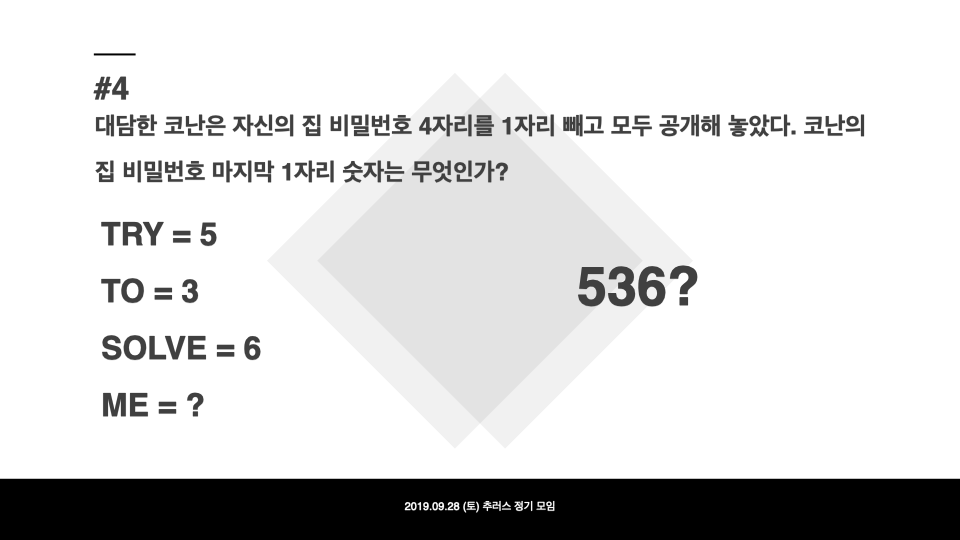 #4
대담한 코난은 자신의 집 비밀번호 4자리를 1자리 빼고 모두 공개해 놓았다. 코난의
집 비밀번호 마지막 1자리 숫자는 무엇인가?
TRY = 5
TO = 3
SOLVE = 6
ME = ?
536?
2019.09.28 (토) 추러스 정기 모임